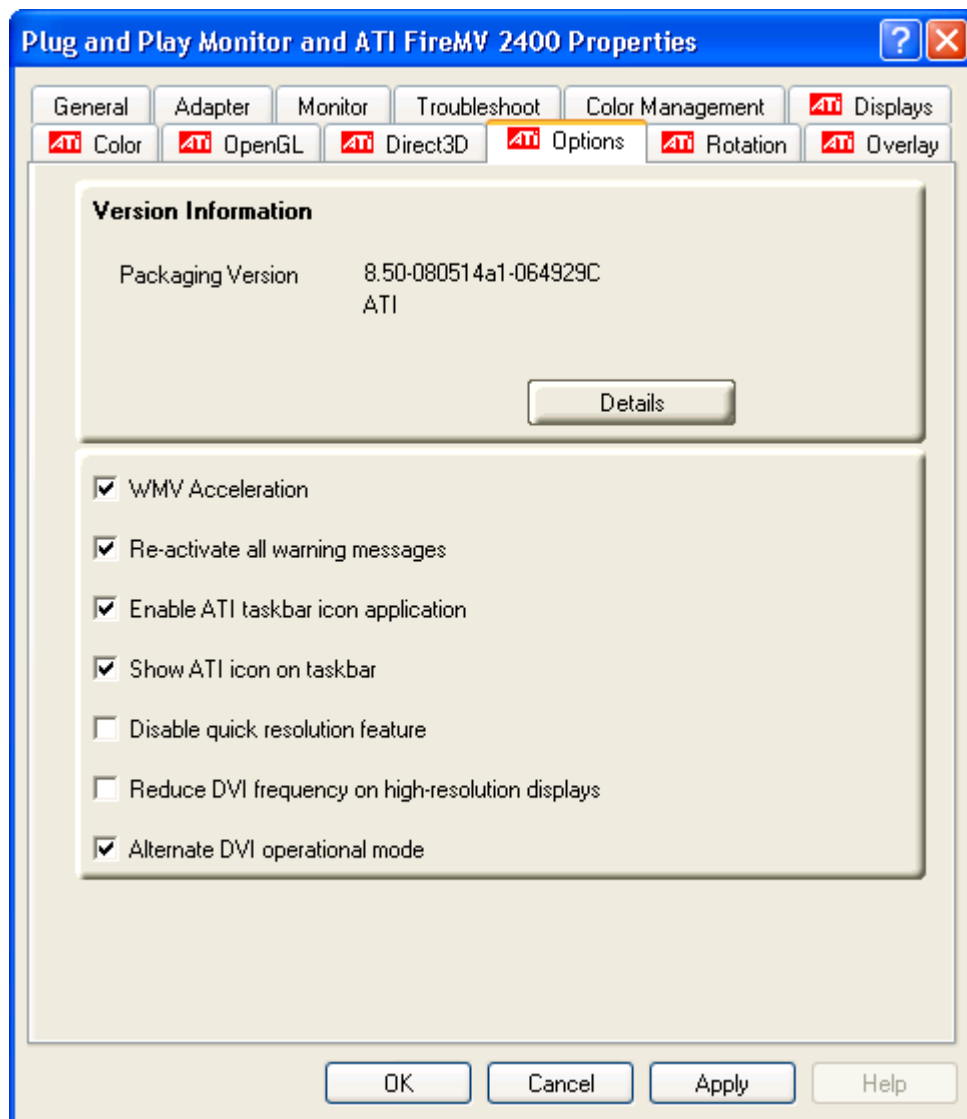 Plug and Play Monitor and ATI FireMV 2400 Properties
General Adapter Monitor Troubleshoot Color Management ATI Displays
ATI Color ATI OpenGL ATI Direct3D ATI Options ATI Rotation ATI Overlay
Version Information
Packaging Version 8.50-080514a1-064929C
ATI
Details
WMV Acceleration
Re-activate all warning messages
Enable ATI taskbar icon application
Show ATI icon on taskbar
Disable quick resolution feature
Reduce DVI frequency on high-resolution displays
Alternate DVI operational mode
OK Cancel Apply Help